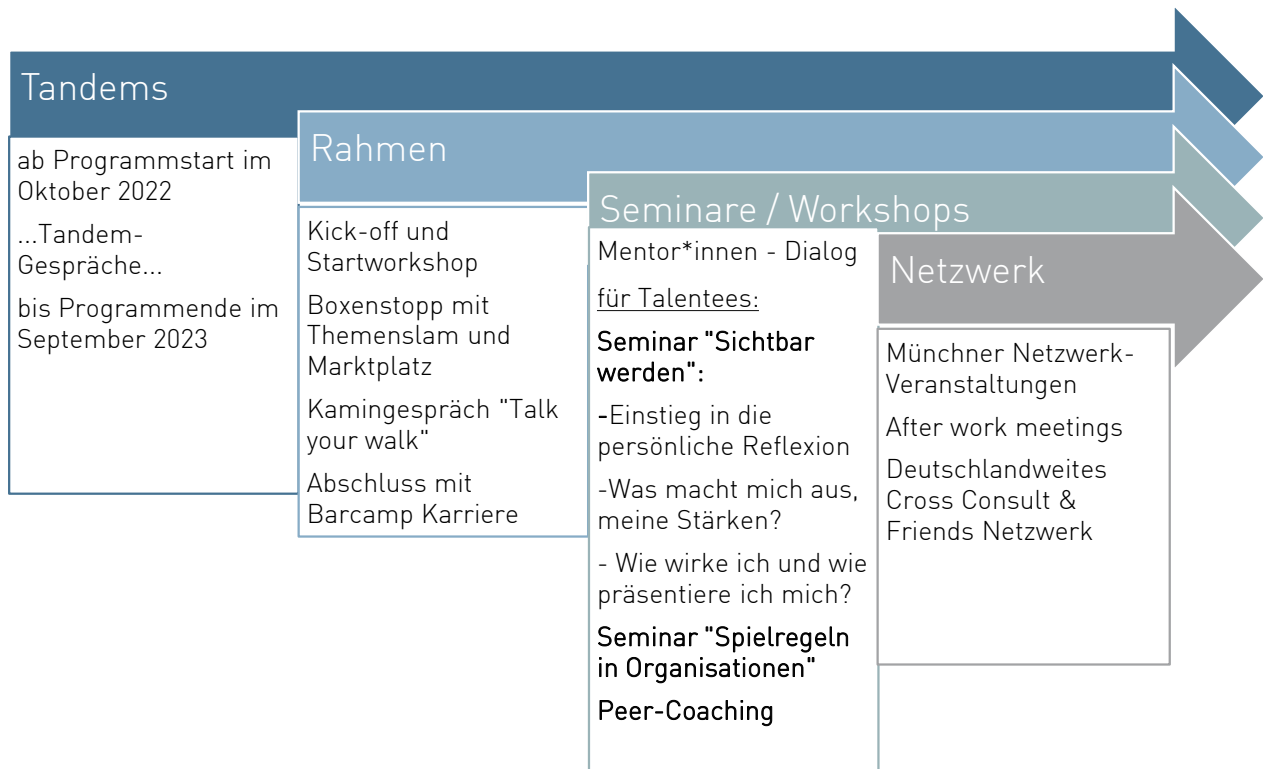 Tandems
ab Programmstart im
Oktober 2022
...Tandem-
Gespräche...
bis Programmende im
September 2023
Rahmen
Kick-off und
Startworkshop
Boxenstopp mit
Themenslam und
Marktplatz
Kamingespräch "Talk
your walk"
Abschluss mit
Barcamp Karriere
Seminare / Workshops
Mentor*innen - Dialog
für Talentees:
Seminar "Sichtbar
werden":
-Einstieg in die
persönliche Reflexion
-Was macht mich aus,
meine Stärken?
- Wie wirke ich und wie
präsentiere ich mich?
Seminar "Spielregeln
in Organisationen"
Peer-Coaching
Netzwerk
Münchner Netzwerk-
Veranstaltungen
After work meetings
Deutschlandweites
Cross Consult &
Friends Netzwerk